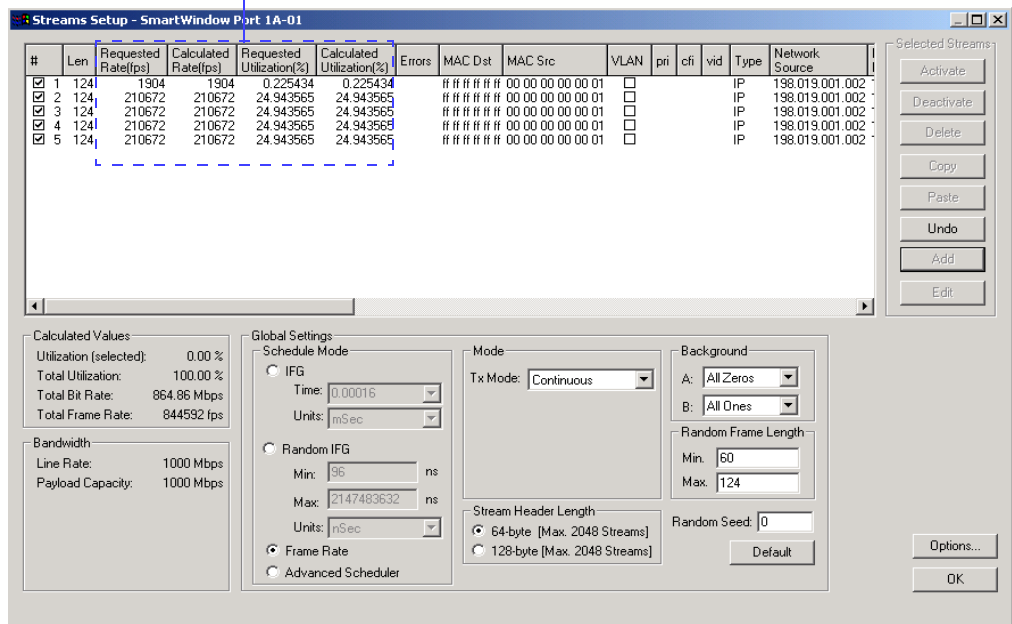 Streams Setup - SmartWindow Port 1A-01
Selected Streams
# Len Requested Rate(fps) Calculated Rate(fps) Requested Utilization(%) Calculated Utilization(%) Errors MAC Dst MAC Src VLAN pri cfi vid Type Network Source
1 124 1904 1904 0.225434 0.225434 ff ff ff ff ff ff 00 00 00 00 00 01 IP 198.019.001.002
2 124 210672 210672 24.943565 24.943565 ff ff ff ff ff ff 00 00 00 00 00 01 IP 198.019.001.002
3 124 210672 210672 24.943565 24.943565 ff ff ff ff ff ff 00 00 00 00 00 01 IP 198.019.001.002
4 124 210672 210672 24.943565 24.943565 ff ff ff ff ff ff 00 00 00 00 00 01 IP 198.019.001.002
5 124 210672 210672 24.943565 24.943565 ff ff ff ff ff ff 00 00 00 00 00 01 IP 198.019.001.002
Activate
Deactivate
Delete
Copy
Paste
Undo
Add
Edit
Calculated Values
Utilization (selected): 0.00 %
Total Utilization: 100.00 %
Total Bit Rate: 864.86 Mbps
Total Frame Rate: 844592 fps
Bandwidth
Line Rate: 1000 Mbps
Payload Capacity: 1000 Mbps
Global Settings
Schedule Mode
IFG
Time: 0.00016
Units: mSec
Random IFG
Min: 96 ns
Max: 2147483632 ns
Units: nSec
Frame Rate
Advanced Scheduler
Mode
Tx Mode: Continuous
Stream Header Length
64-byte [Max. 2048 Streams]
128-byte [Max. 2048 Streams]
Background
A: All Zeros
B: All Ones
Random Frame Length
Min. 60
Max. 124
Random Seed: 0
Default
Options...
OK